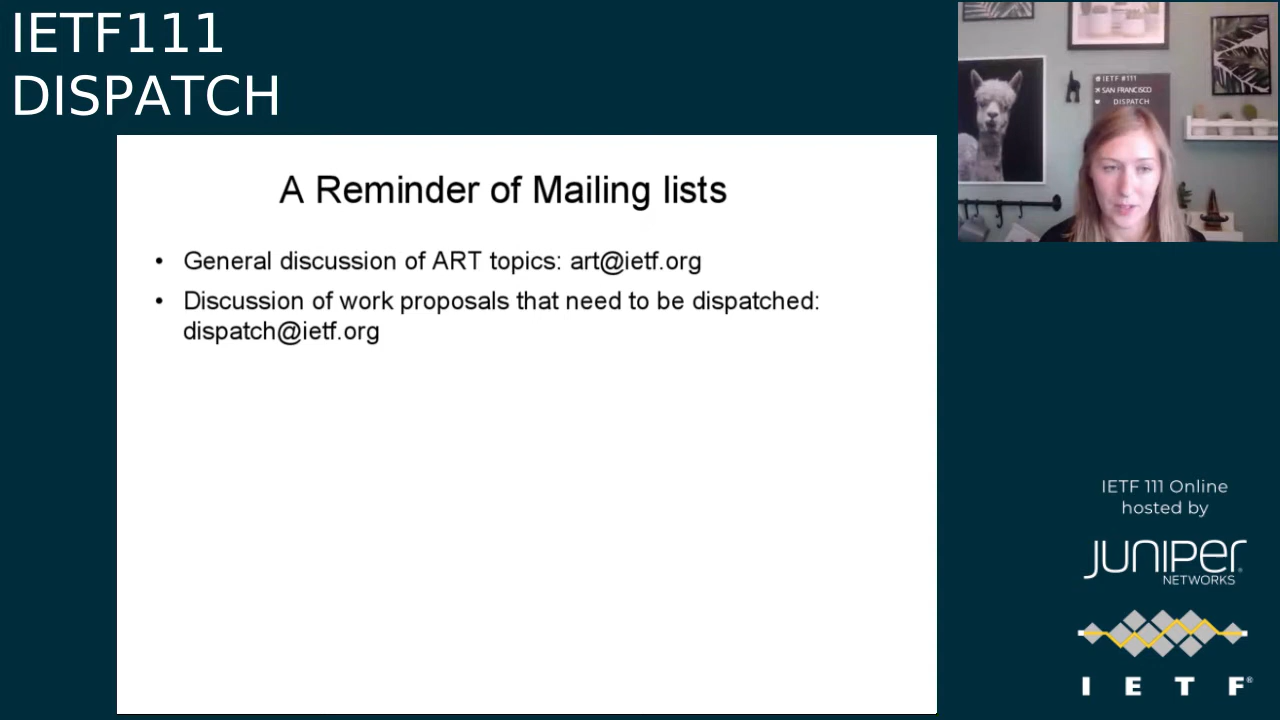 IETF111
DISPATCH
IETF #111
SAN FRANCISCO
DISPATCH
A Reminder of Mailing lists
• General discussion of ART topics: art@ietf.org
• Discussion of work proposals that need to be dispatched:
dispatch@ietf.org
IETF 111 Online
hosted by
JUNIPER
NETWORKS
I E T F®